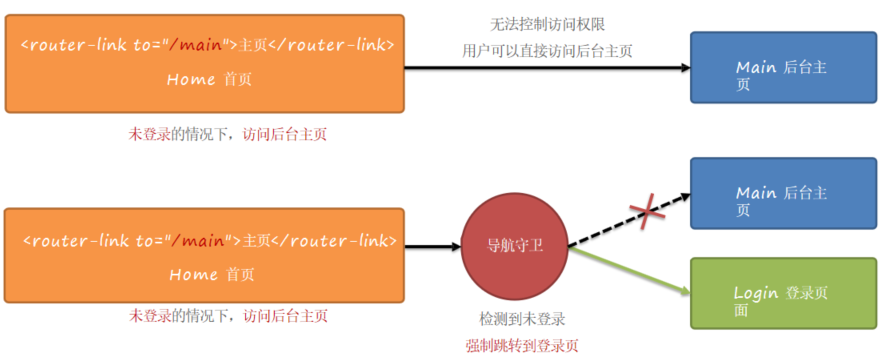 <router-link to="/main">主页</router-link>
Home 首页
无法控制访问权限
用户可以直接访问后台主页
Main 后台主
页
未登录的情况下，访问后台主页
<router-link to="/main">主页</router-link>
Home 首页
未登录的情况下，访问后台主页
导航守卫
检测到未登录
强制跳转到登录页
Main 后台主
页
Login 登录页
面